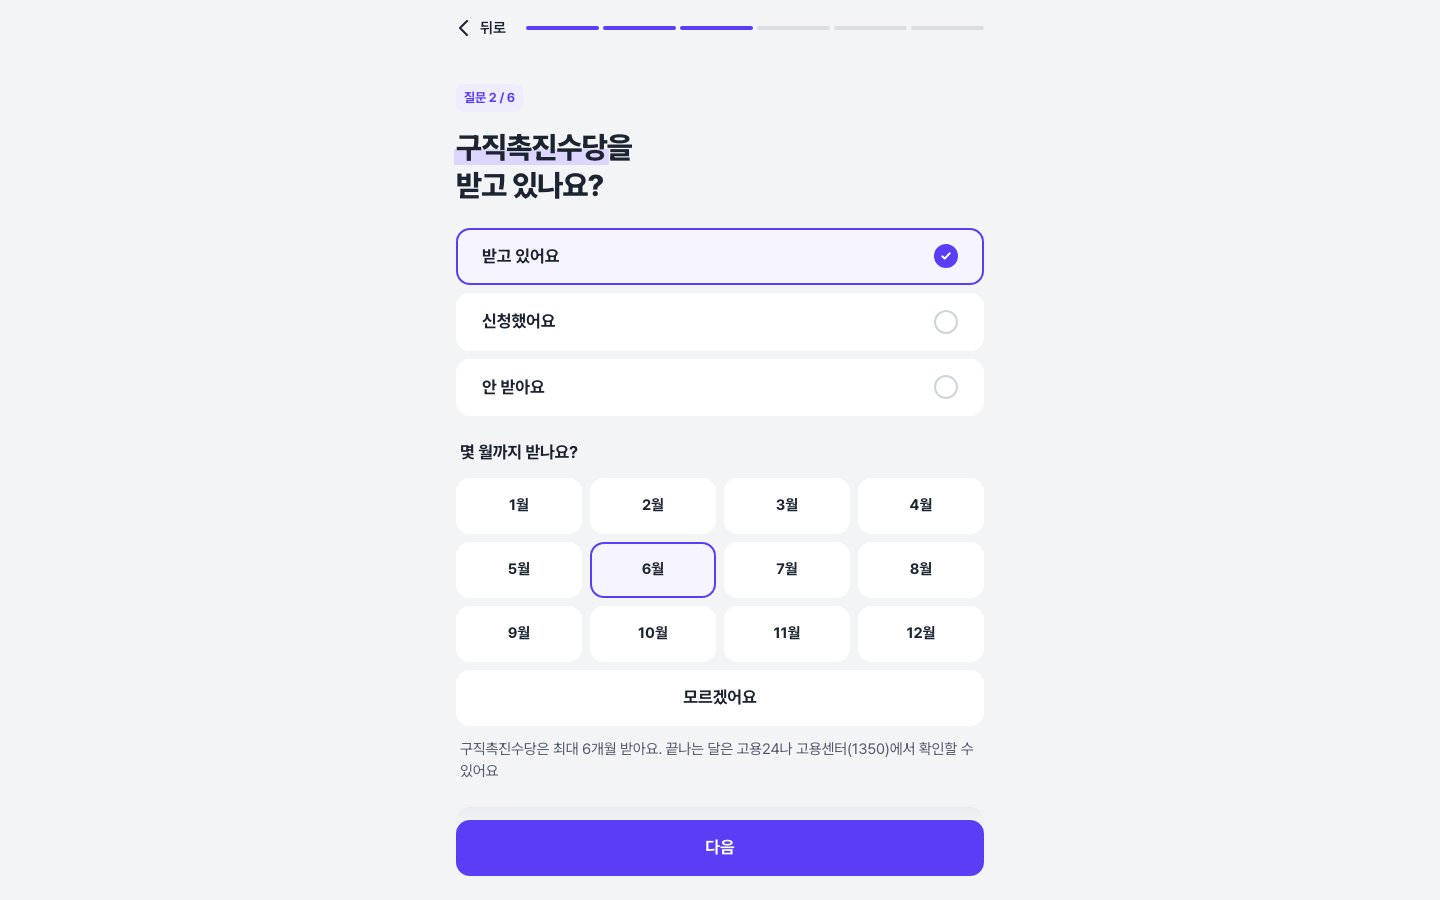 뒤로
질문 2 / 6
구직촉진수당을
받고 있나요?
받고 있어요
신청했어요
안 받아요
몇 월까지 받나요?
1월
2월
3월
4월
5월
6월
7월
8월
9월
10월
11월
12월
모르겠어요
구직촉진수당은 최대 6개월 받아요. 끝나는 달은 고용24나 고용센터(1350)에서 확인할 수
있어요
다음